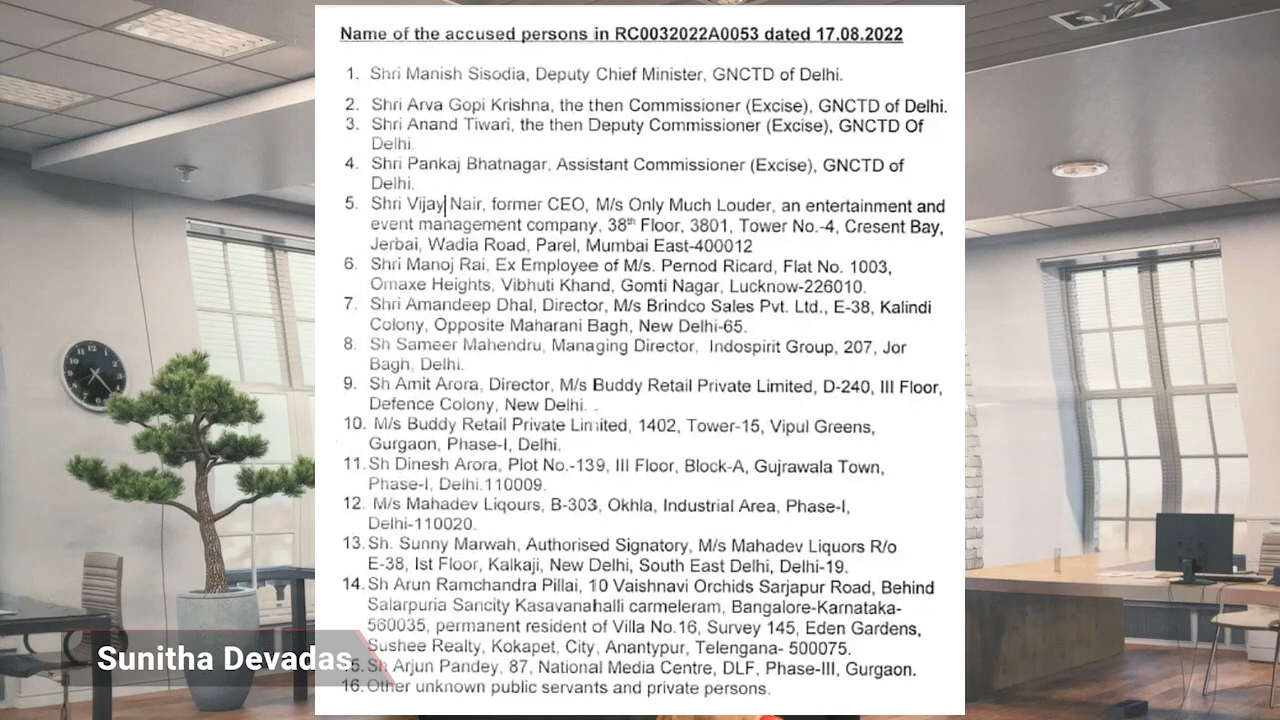 Name of the accused persons in RC0032022A0053 dated 17.08.2022
1. Shri Manish Sisodia, Deputy Chief Minister, GNCTD of Delhi.
2. Shri Arva Gopi Krishna, the then Commissioner (Excise), GNCTD of Delhi.
3. Shri Anand Tiwari, the then Deputy Commissioner (Excise), GNCTD Of
Delhi.
4. Shri Pankaj Bhatnagar, Assistant Commissioner (Excise), GNCTD of
Delhi.
5. Shri Vijay Nair, former CEO, M/s Only Much Louder, an entertainment and
event management company, 38th Floor, 3801, Tower No.-4, Cresent Bay,
Jerbai, Wadia Road, Parel, Mumbai East-400012
6. Shri Manoj Rai, Ex Employee of M/s. Pernod Ricard, Flat No. 1003,
Omaxe Heights, Vibhuti Khand, Gomti Nagar, Lucknow-226010.
7. Shri Amandeep Dhal, Director, M/s Brindco Sales Pvt. Ltd., E-38, Kalindi
Colony, Opposite Maharani Bagh, New Delhi-65.
8. Sh Sameer Mahendru, Managing Director, Indospirit Group, 207, Jor
Bagh, Delhi.
9. Sh Amit Arora, Director, M/s Buddy Retail Private Limited, D-240, III Floor,
Defence Colony, New Delhi.
10. M/s Buddy Retail Private Limited, 1402, Tower-15, Vipul Greens,
Gurgaon, Phase-I, Delhi.
11. Sh Dinesh Arora, Plot No.-139, III Floor, Block-A, Gujrawala Town,
Phase-I, Delhi.110009.
12. M/s Mahadev Liqours, B-303, Okhla, Industrial Area, Phase-I,
Delhi-110020.
13. Sh. Sunny Marwah, Authorised Signatory, M/s Mahadev Liquors R/o
E-38, Ist Floor, Kalkaji, New Delhi, South East Delhi, Delhi-19.
14. Sh Arun Ramchandra Pillai, 10 Vaishnavi Orchids Sarjapur Road, Behind
Salarpuria Sancity Kasavanahalli carmeleram, Bangalore-Karnataka-
560035, permanent resident of Villa No.16, Survey 145, Eden Gardens,
Sushee Realty, Kokapet, City, Anantypur, Telengana- 500075.
15. Sh Arjun Pandey, 87, National Media Centre, DLF, Phase-III, Gurgaon.
16. Other unknown public servants and private persons.
Sunitha Devadas